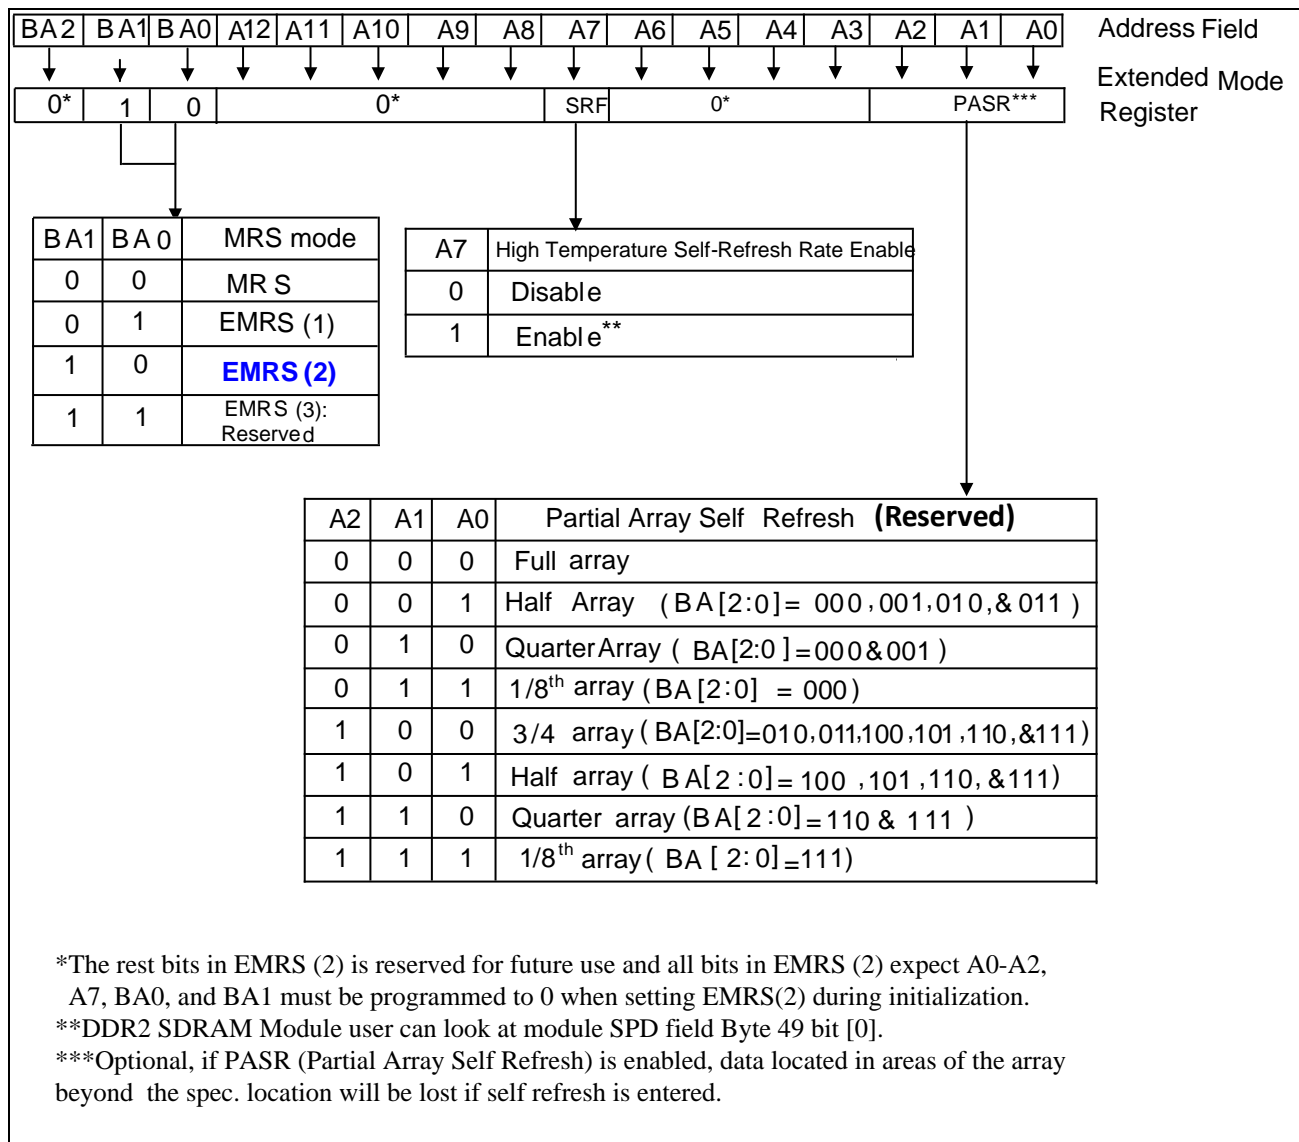 BA2 BA1 BA0 A12 A11 A10 A9 A8 A7 A6 A5 A4 A3 A2 A1 A0 Address Field
Extended Mode
0* 1 0 0* SRF 0* PASR***
Register
BA1 BA0 MRS mode
0 0 MRS
0 1 EMRS (1)
1 0 EMRS (2)
1 1 EMRS (3):
Reserved
A7 High Temperature Self-Refresh Rate Enable
0 Disable
1 Enable**
A2 A1 A0 Partial Array Self Refresh (Reserved)
0 0 0 Full array
0 0 1 Half Array (BA[2:0]= 000,001,010,& 011 )
0 1 0 Quarter Array ( BA[2:0 ]=000&001 )
0 1 1 1/8th array (BA[2:0] = 000)
1 0 0 3/4 array ( BA[2:0]=010,011,100,101,110,&111)
1 0 1 Half array ( BA[2:0]= 100 ,101 ,110, &111)
1 1 0 Quarter array (BA[2:0]=110 & 111 )
1 1 1 1/8th array ( BA [ 2:0]=111)
*The rest bits in EMRS (2) is reserved for future use and all bits in EMRS (2) expect A0-A2,
A7, BA0, and BA1 must be programmed to 0 when setting EMRS(2) during initialization.
**DDR2 SDRAM Module user can look at module SPD field Byte 49 bit [0].
***Optional, if PASR (Partial Array Self Refresh) is enabled, data located in areas of the array
beyond the spec. location will be lost if self refresh is entered.